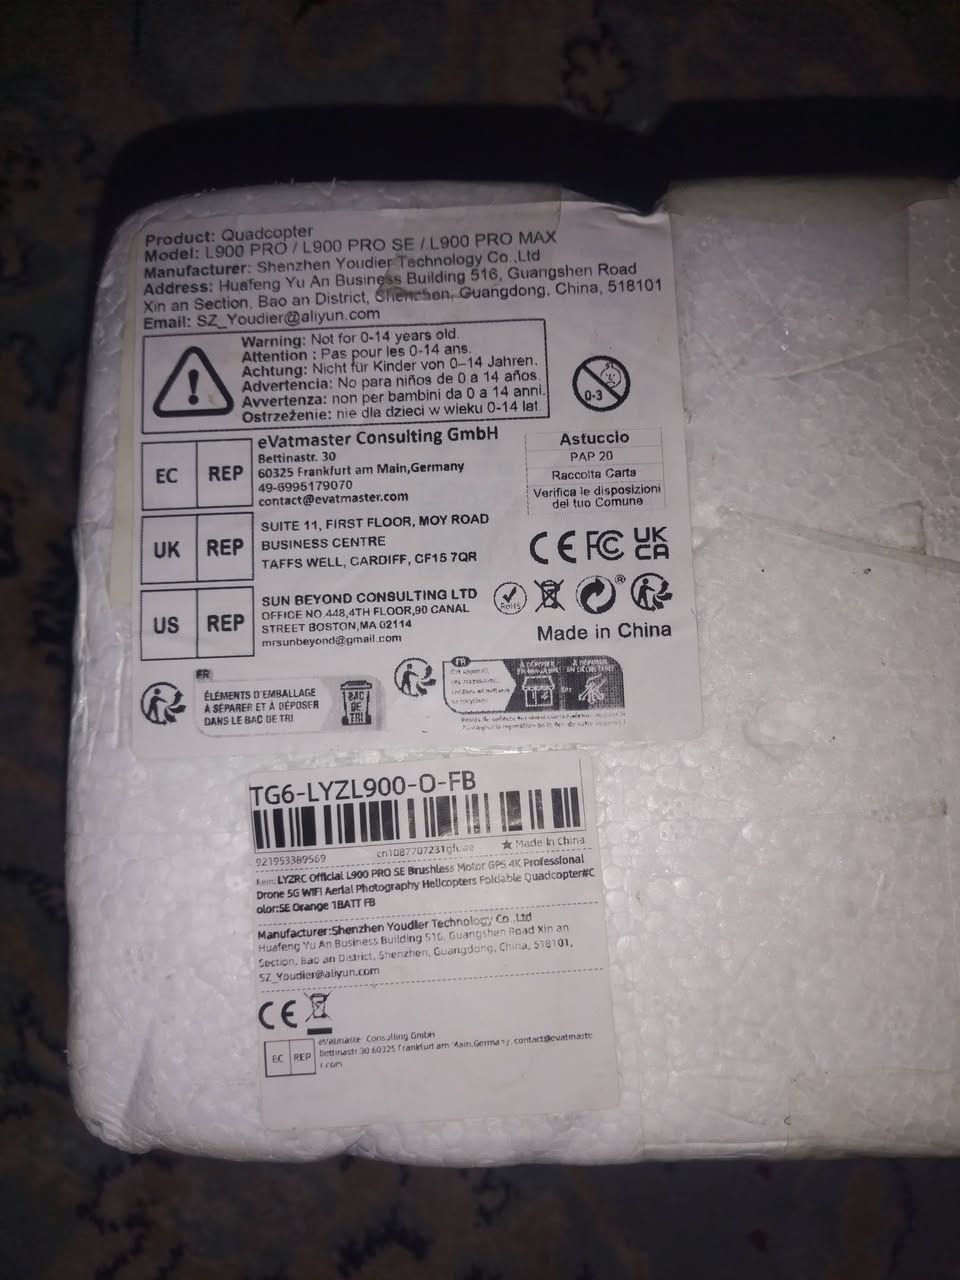 Product: Quadcopter
Model: L900 PRO / L900 PRO SE / L900 PRO MAX
Manufacturer: Shenzhen Youdier Technology Co.,Ltd
Address: Huafeng Yu An Business Building 516, Guangshen Road
Xin an Section, Bao an District, Shenzhen, Guangdong, China, 518101
Email: SZ_Youdier@aliyun.com
Warning: Not for 0-14 years old.
Attention : Pas pour les 0-14 ans.
Achtung: Nicht für Kinder von 0–14 Jahren.
Advertencia: No para niños de 0 a 14 años.
Avvertenza: non per bambini da 0 a 14 anni.
Ostrzeżenie: nie dla dzieci w wieku 0-14 lat.
0-3
EC REP
eVatmaster Consulting GmbH
Bettinastr. 30
60325 Frankfurt am Main,Germany
49-6995179070
contact@evatmaster.com
Astuccio
PAP 20
Raccolta Carta
Verifica le disposizioni
del tuo Comune
UK REP
SUITE 11, FIRST FLOOR, MOY ROAD
BUSINESS CENTRE
TAFFS WELL, CARDIFF, CF15 7QR
CE FC UK
CA
US REP
SUN BEYOND CONSULTING LTD
OFFICE NO.448,4TH FLOOR,90 CANAL
STREET BOSTON,MA 02114
mrsunbeyond@gmail.com
RoHS
®
Made in China
FR
ÉLÉMENTS D'EMBALLAGE
À SÉPARER ET À DÉPOSER
DANS LE BAC DE TRI
BAC
DE
TRI
FR
TG6-LYZL900-O-FB
921953389569 cn1087707231gfuae ★ Made in China
LYZRC Official L900 PRO SE Brushless Motor GPS 4K Professional
Drone 5G WIFI Aerial Photography Helicopters Foldable Quadcopter#C
olor:SE Orange 1BATT FB
Manufacturer:Shenzhen Youdier Technology Co.,Ltd
Huafeng Yu An Business Building 516, Guangshen Road Xin an
Section, Bao an District, Shenzhen, Guangdong, China, 518101,
SZ_Youdier@aliyun.com
CE
EC REP
eVatmaster Consulting GmbH
Bettinastr.30 60325 Frankfurt am Main,Germany, contact@evatmaste
r.com